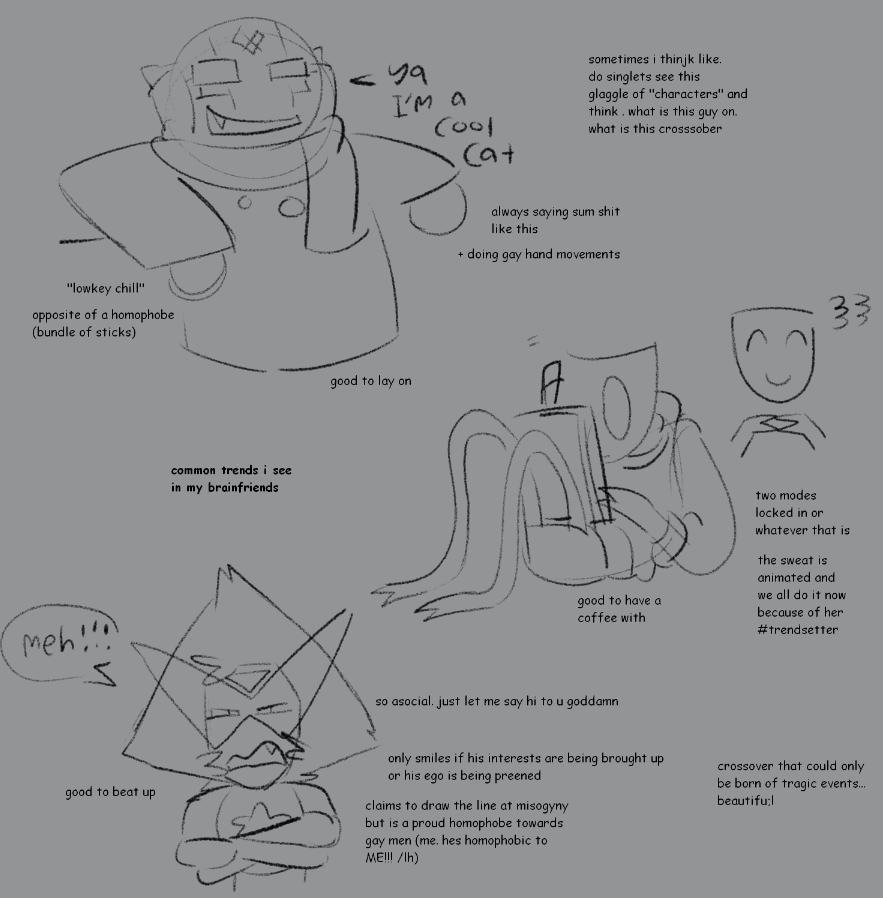 <- ya
I'm a
cool
cat
sometimes i thinjk like.
do singlets see this
glaggle of "characters" and
think . what is this guy on.
what is this crosssober
always saying sum shit
like this
+ doing gay hand movements
"lowkey chill"
opposite of a homophobe
(bundle of sticks)
good to lay on
A
common trends i see
in my brainfriends
two modes
locked in or
whatever that is
the sweat is
animated and
we all do it now
because of her
#trendsetter
good to have a
coffee with
meh!!!
so asocial. just let me say hi to u goddamn
only smiles if his interests are being brought up
or his ego is being preened
good to beat up
claims to draw the line at misogyny
but is a proud homophobe towards
gay men (me. hes homophobic to
ME!!! /lh)
crossover that could only
be born of tragic events...
beautifu;l